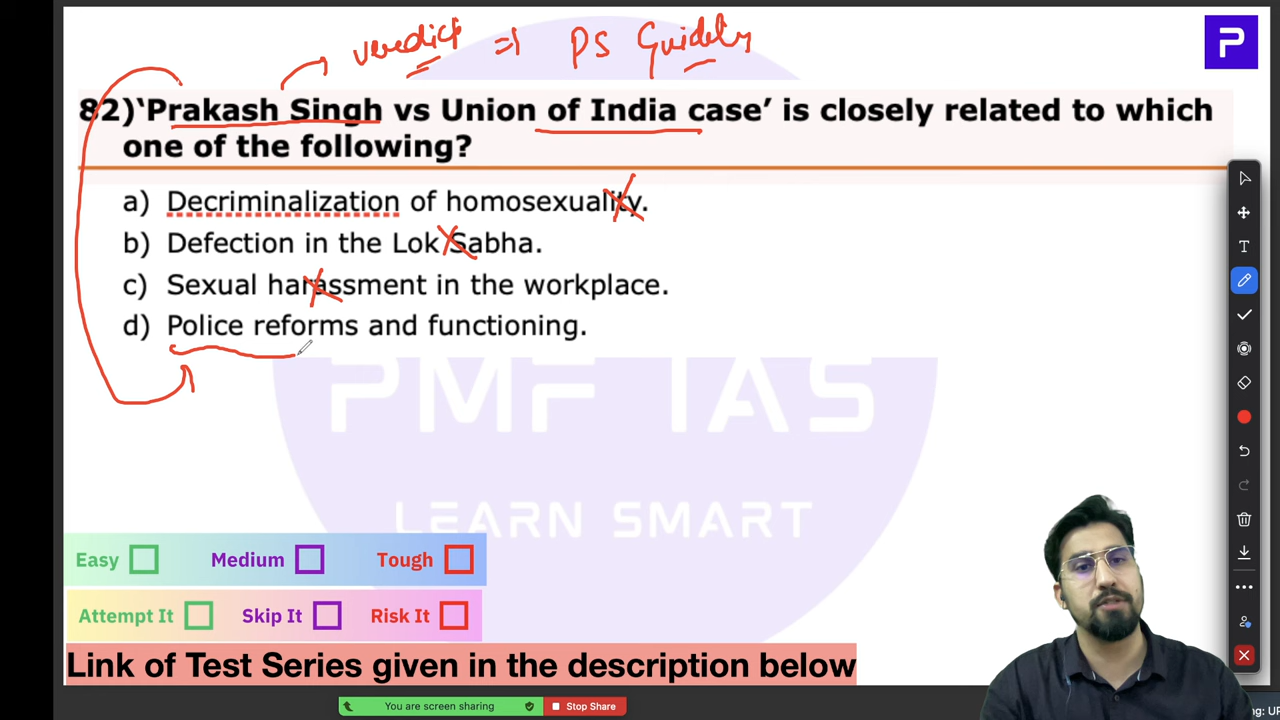 verdict => PS Guidely
P
82)‘Prakash Singh vs Union of India case’ is closely related to which
one of the following?
a) Decriminalization of homosexuality.
b) Defection in the Lok Sabha.
c) Sexual harassment in the workplace.
d) Police reforms and functioning.
PMF IAS
LEARN SMART
Easy Medium Tough
Attempt It Skip It Risk It
Link of Test Series given in the description below
You are screen sharing Stop Share
ng: UP